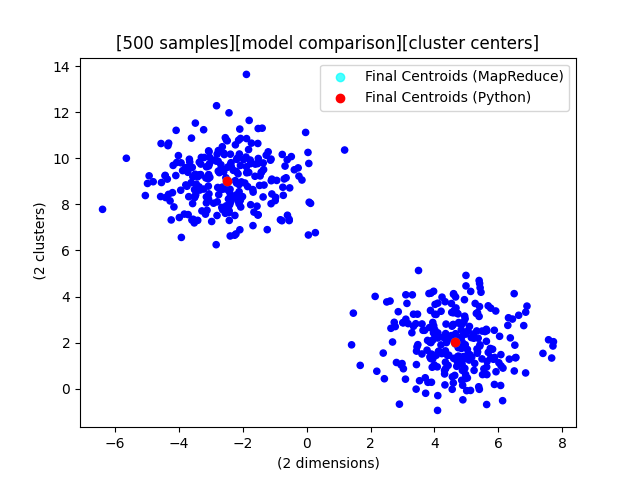 [500 samples][model comparison][cluster centers]
Final Centroids (MapReduce)
Final Centroids (Python)
14
12
10
8
6
4
2
0
(2 clusters)
−6 −4 −2 0 2 4 6 8
(2 dimensions)